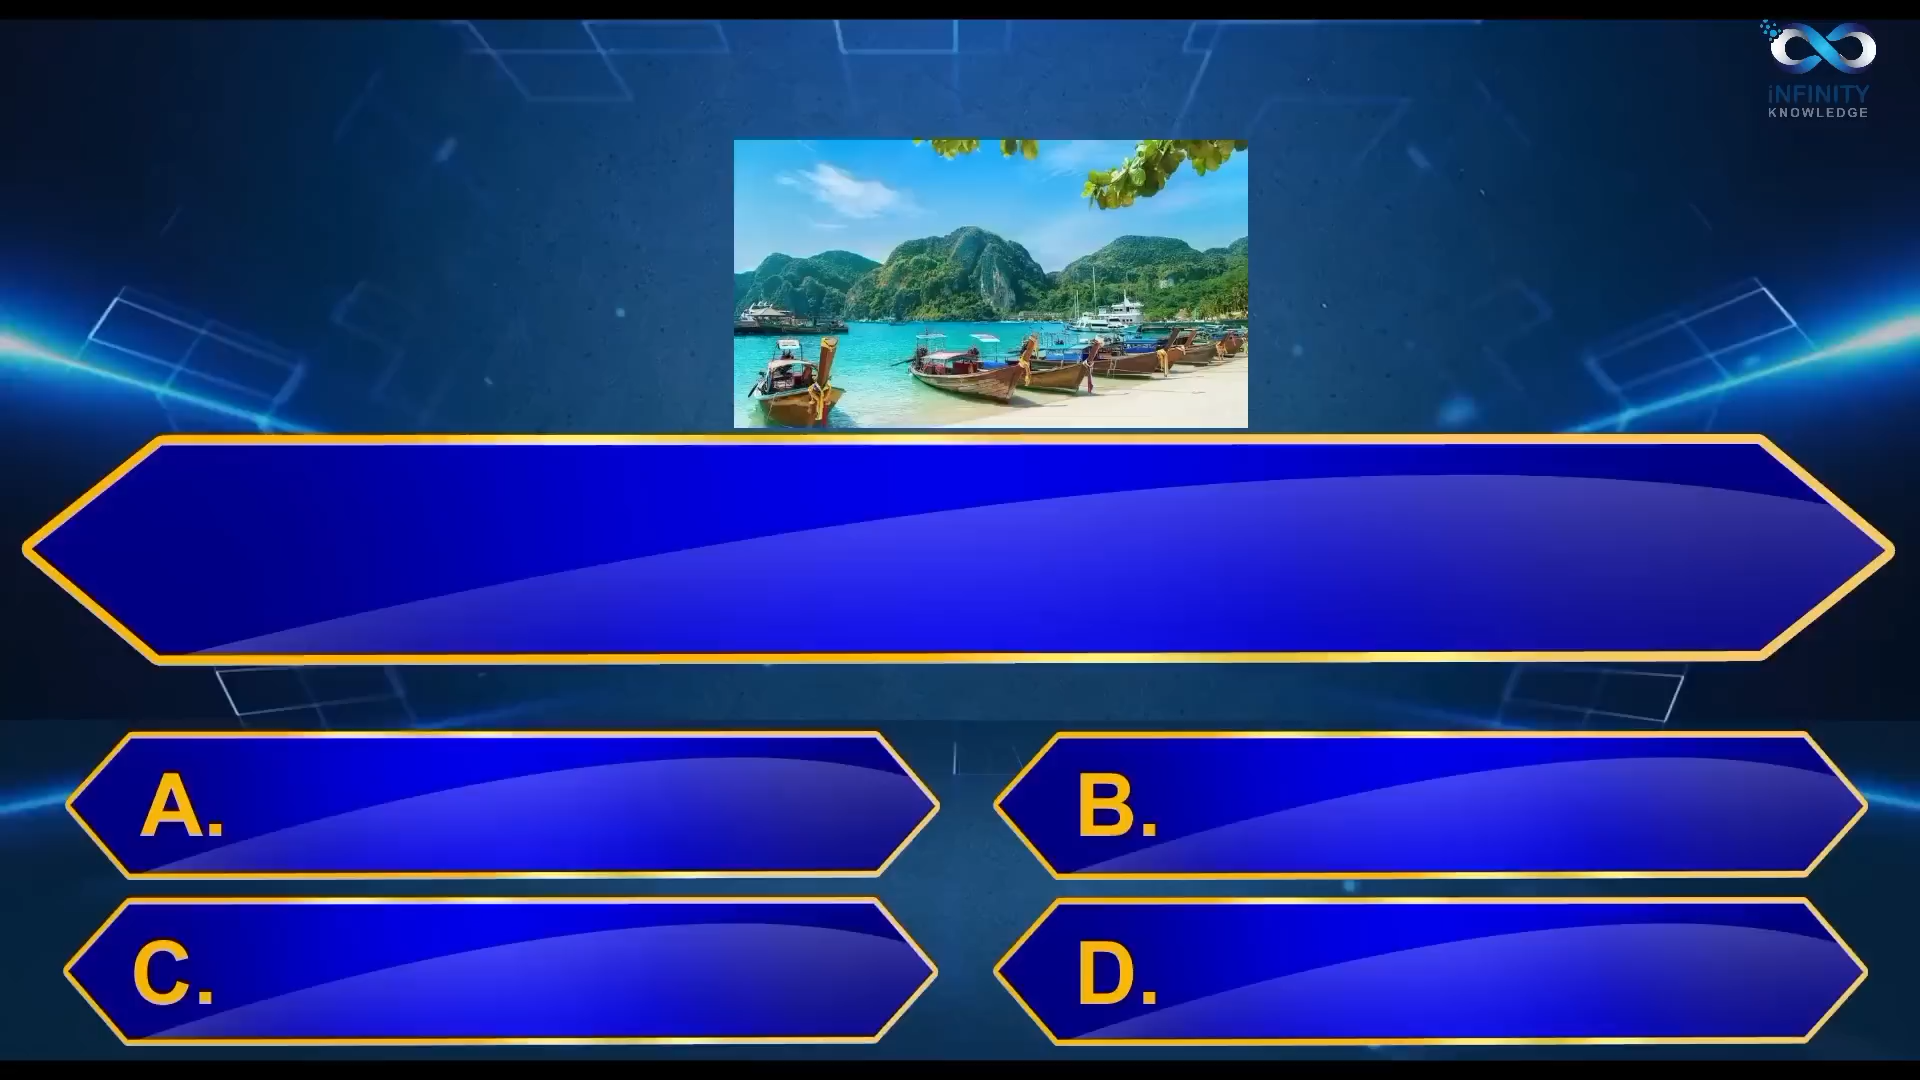 iNFINITY
KNOWLEDGE
A.
B.
C.
D.